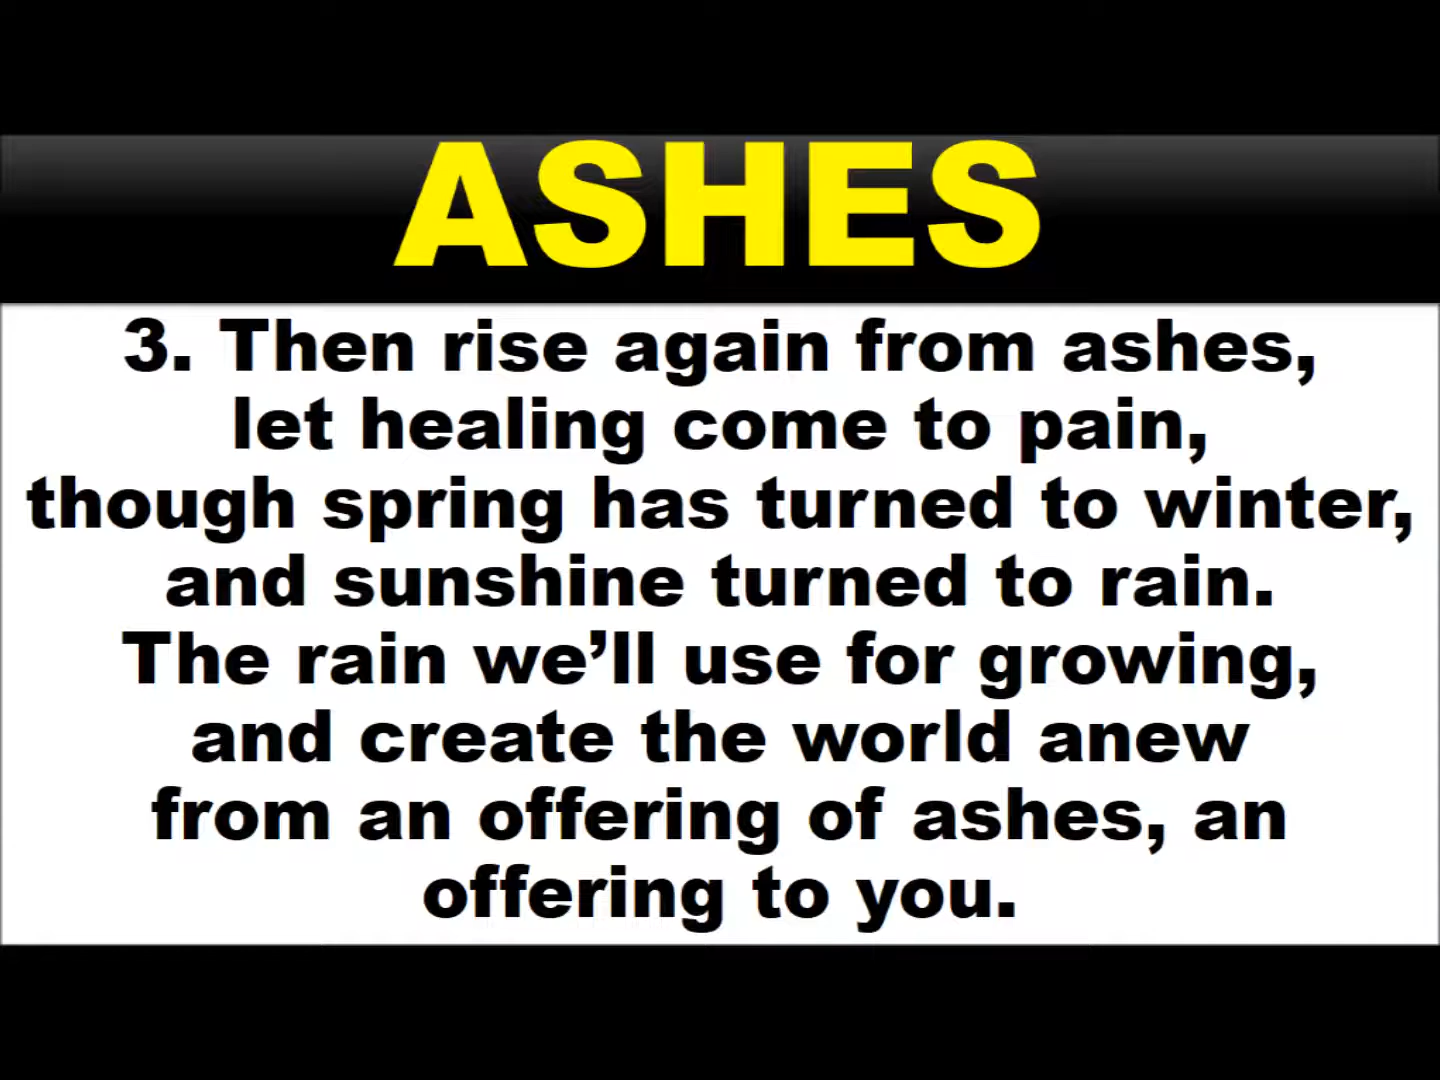 ASHES
3. Then rise again from ashes,
let healing come to pain,
though spring has turned to winter,
and sunshine turned to rain.
The rain we’ll use for growing,
and create the world anew
from an offering of ashes, an
offering to you.